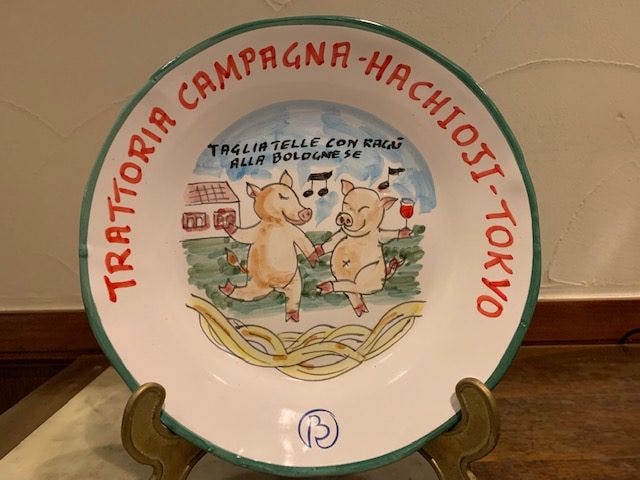 TRATTORIA CAMPAGNA-HACHIOJI-TOKYO
TAGLIATELLE CON RAGÙ
ALLA BOLOGNESE
B